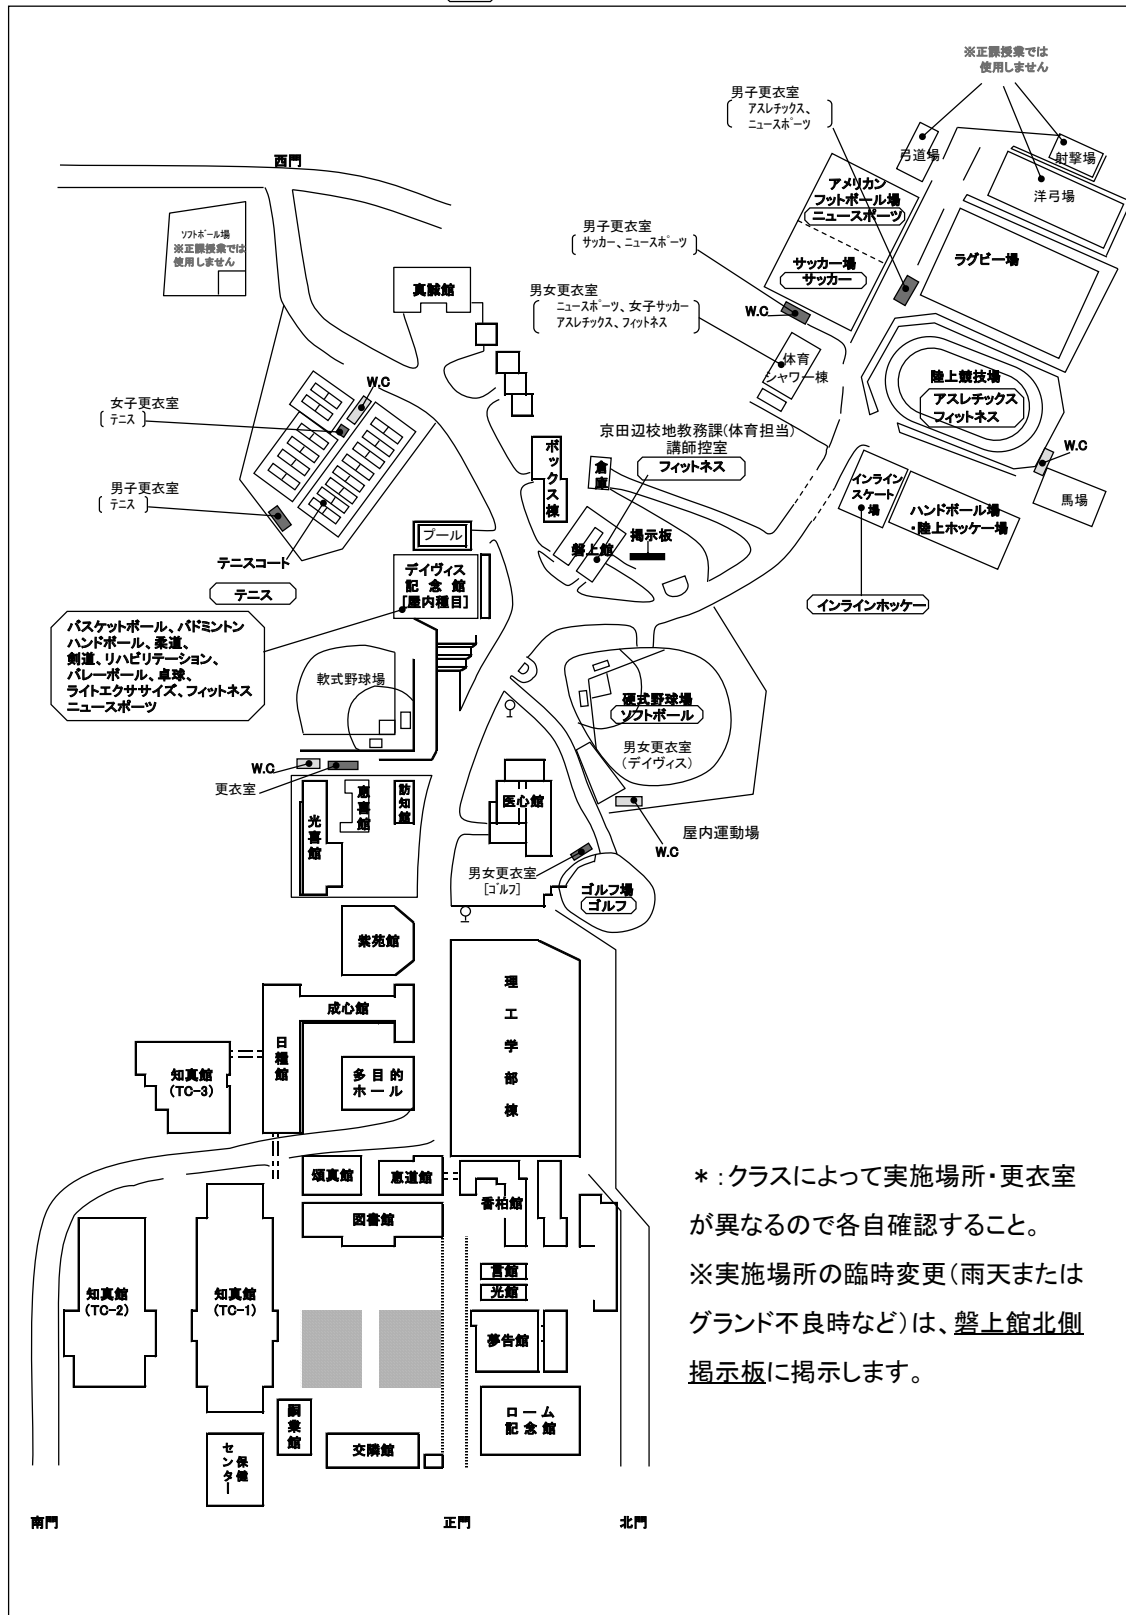 ※正課授業では
使用しません
男子更衣室
アスレチックス、
ニュースポーツ
弓道場
射撃場
洋弓場
西門
アメリカン
フットボール場
ニュースポーツ
ソフトボール場
※正課授業では
使用しません
男子更衣室
サッカー、ニュースポーツ
サッカー場
サッカー
ラグビー場
真誠館
男女更衣室
ニュースポーツ、女子サッカー
アスレチックス、フィットネス
W.C
体育
シャワー棟
陸上競技場
アスレチックス
フィットネス
W.C
女子更衣室
テニス
京田辺校地教務課(体育担当)
講師控室
フィットネス
W.C
ボックス棟
倉庫
インライン
スケート
場
馬場
男子更衣室
テニス
ハンドボール場
・陸上ホッケー場
プール
掲示板
磐上館
テニスコート
テニス
デイヴィス
記念館
[屋内種目]
インラインホッケー
バスケットボール、バドミントン
ハンドボール、柔道、
剣道、リハビリテーション、
バレーボール、卓球、
ライトエクササイズ、フィットネス
ニュースポーツ
軟式野球場
硬式野球場
ソフトボール
男女更衣室
(デイヴィス)
W.C
更衣室
恵喜館
訪知館
医心館
光喜館
屋内運動場
W.C
男女更衣室
[ゴルフ]
ゴルフ場
ゴルフ
紫苑館
理工学部棟
成心館
日糧館
知真館
(TC-3)
多目的
ホール
頌真館
恵道館
香柏館
図書館
*:クラスによって実施場所・更衣室
が異なるので各自確認すること。
※実施場所の臨時変更(雨天または
グランド不良時など)は、磐上館北側
掲示板に掲示します。
言館
光館
知真館
(TC-2)
知真館
(TC-1)
夢告館
嗣業館
ローム
記念館
交隣館
保健
センター
南門
正門
北門